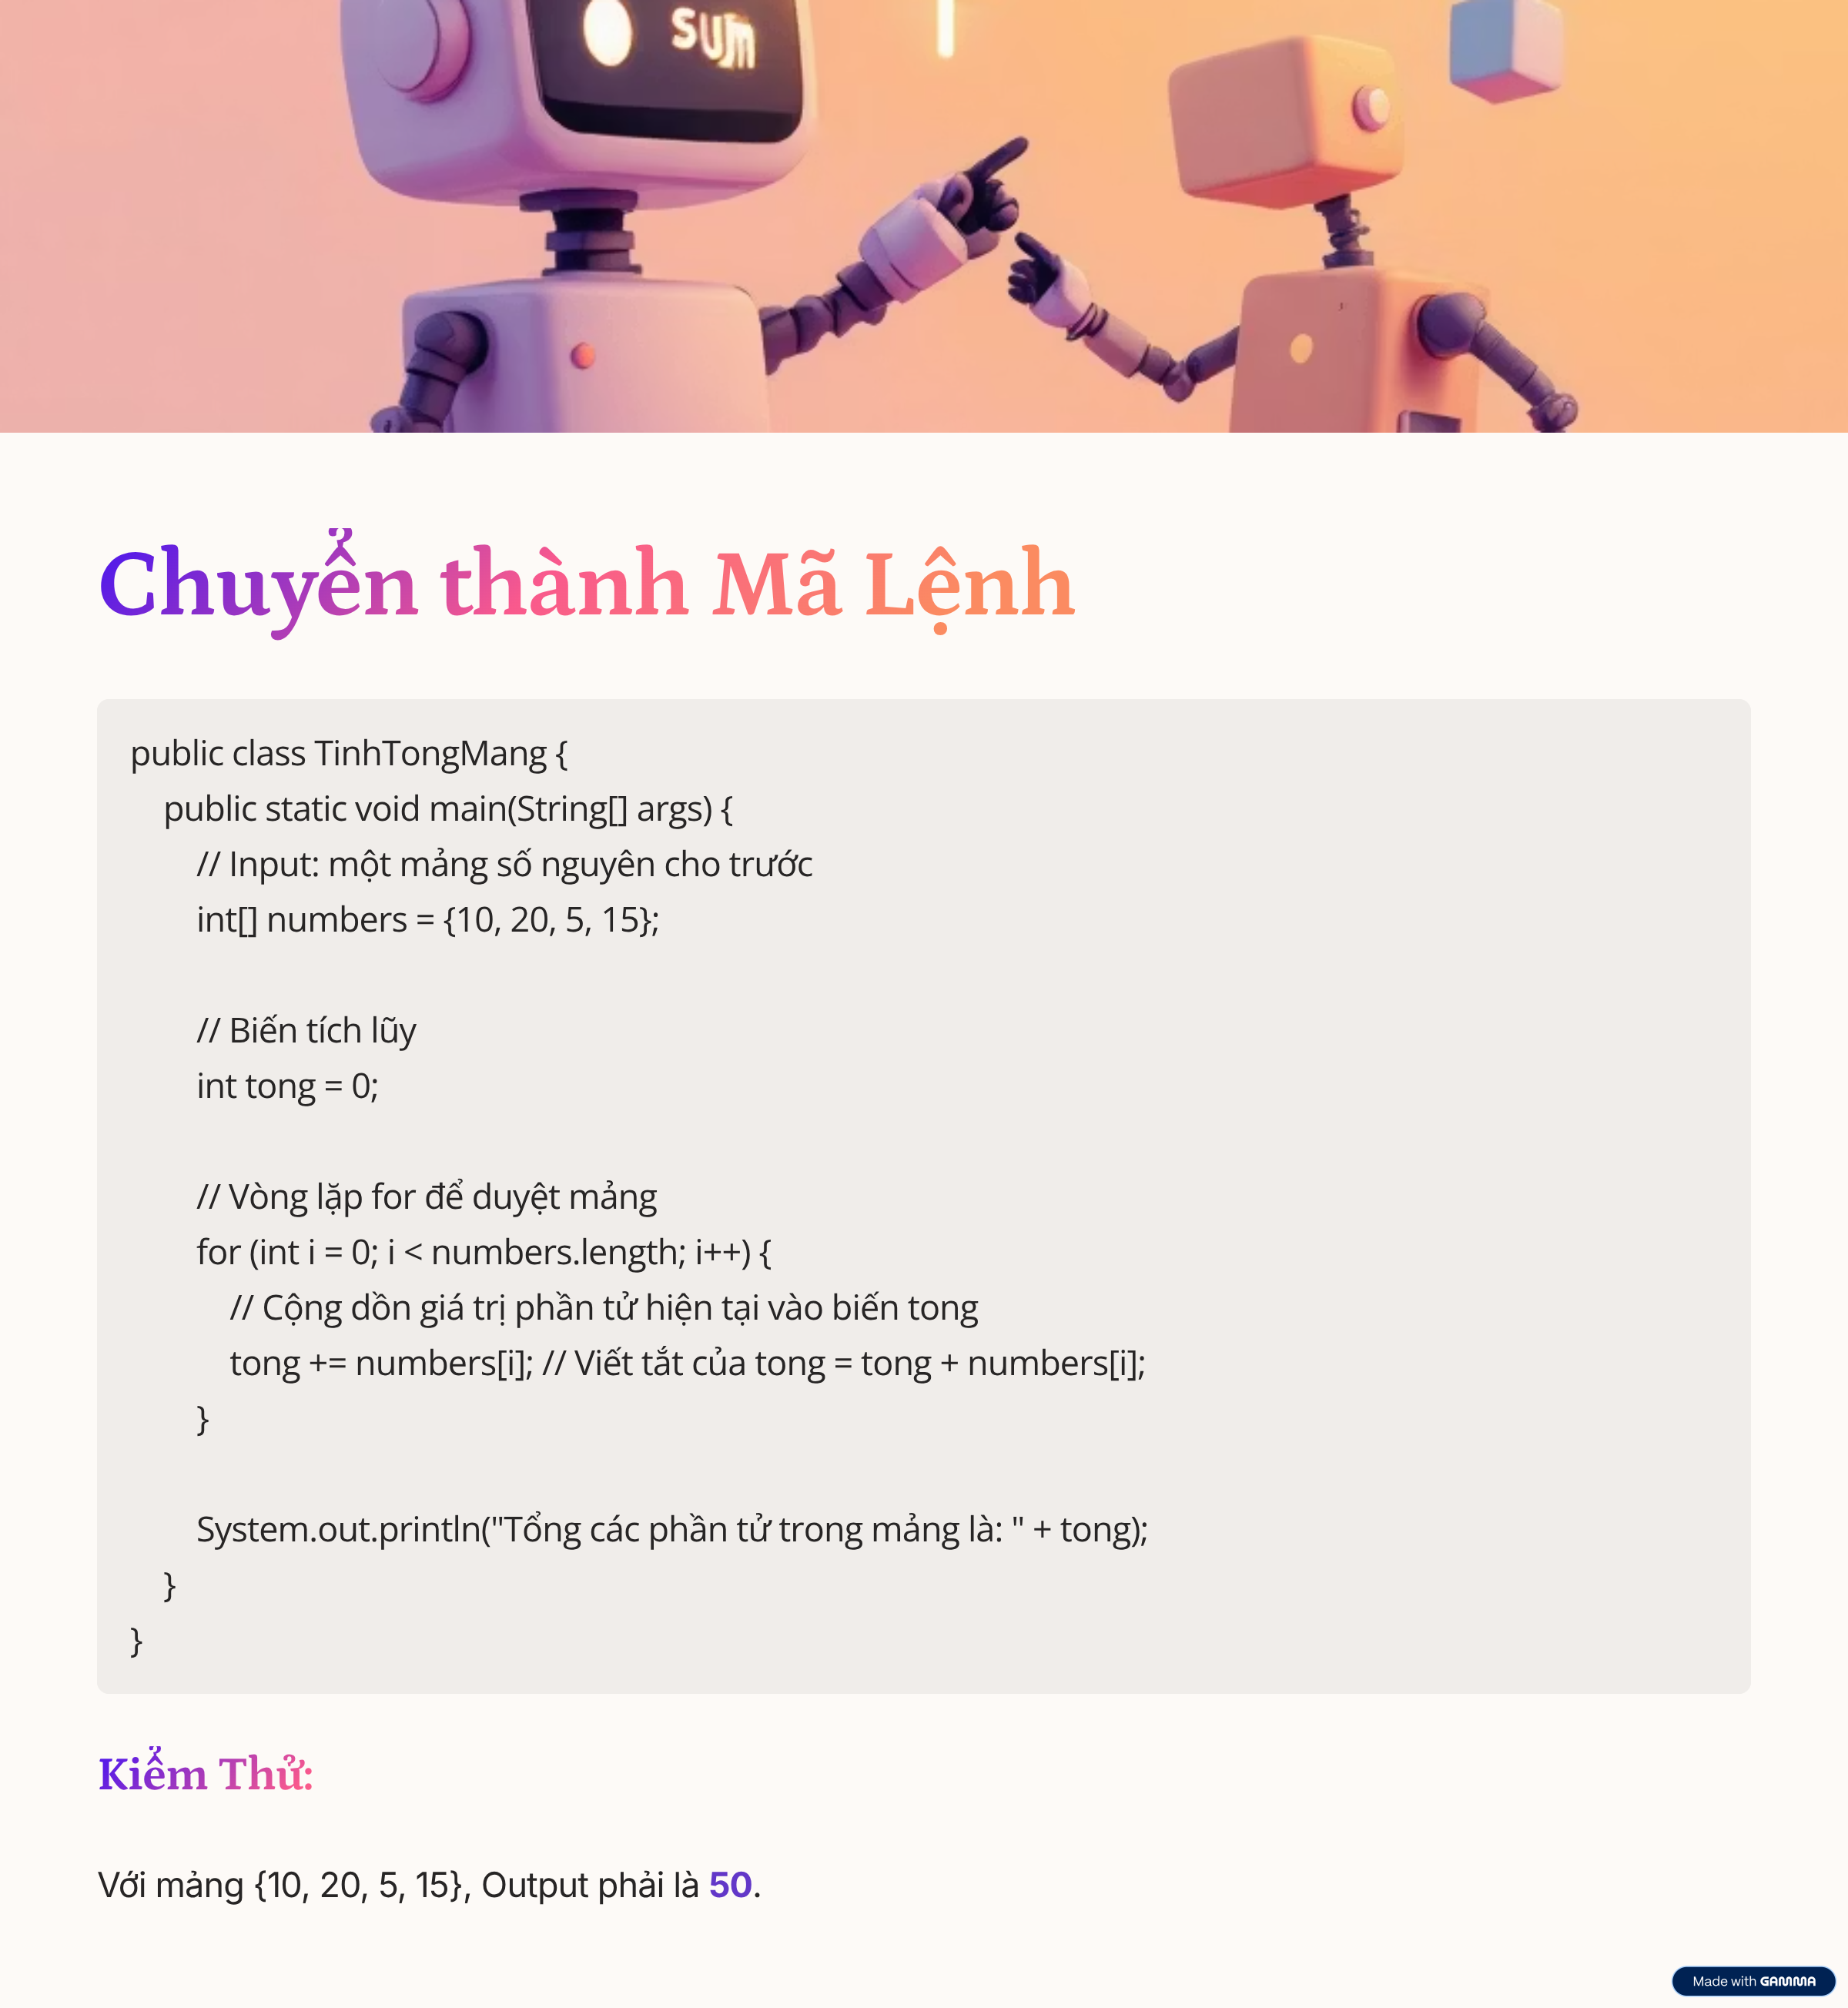 sum
Chuyển thành Mã Lệnh
public class TinhTongMang {
    public static void main(String[] args) {
        // Input: một mảng số nguyên cho trước
        int[] numbers = {10, 20, 5, 15};

        // Biến tích lũy
        int tong = 0;

        // Vòng lặp for để duyệt mảng
        for (int i = 0; i < numbers.length; i++) {
            // Cộng dồn giá trị phần tử hiện tại vào biến tong
            tong += numbers[i]; // Viết tắt của tong = tong + numbers[i];
        }

        System.out.println("Tổng các phần tử trong mảng là: " + tong);
    }
}
Kiểm Thử:
Với mảng {10, 20, 5, 15}, Output phải là 50.
Made with GAMMA